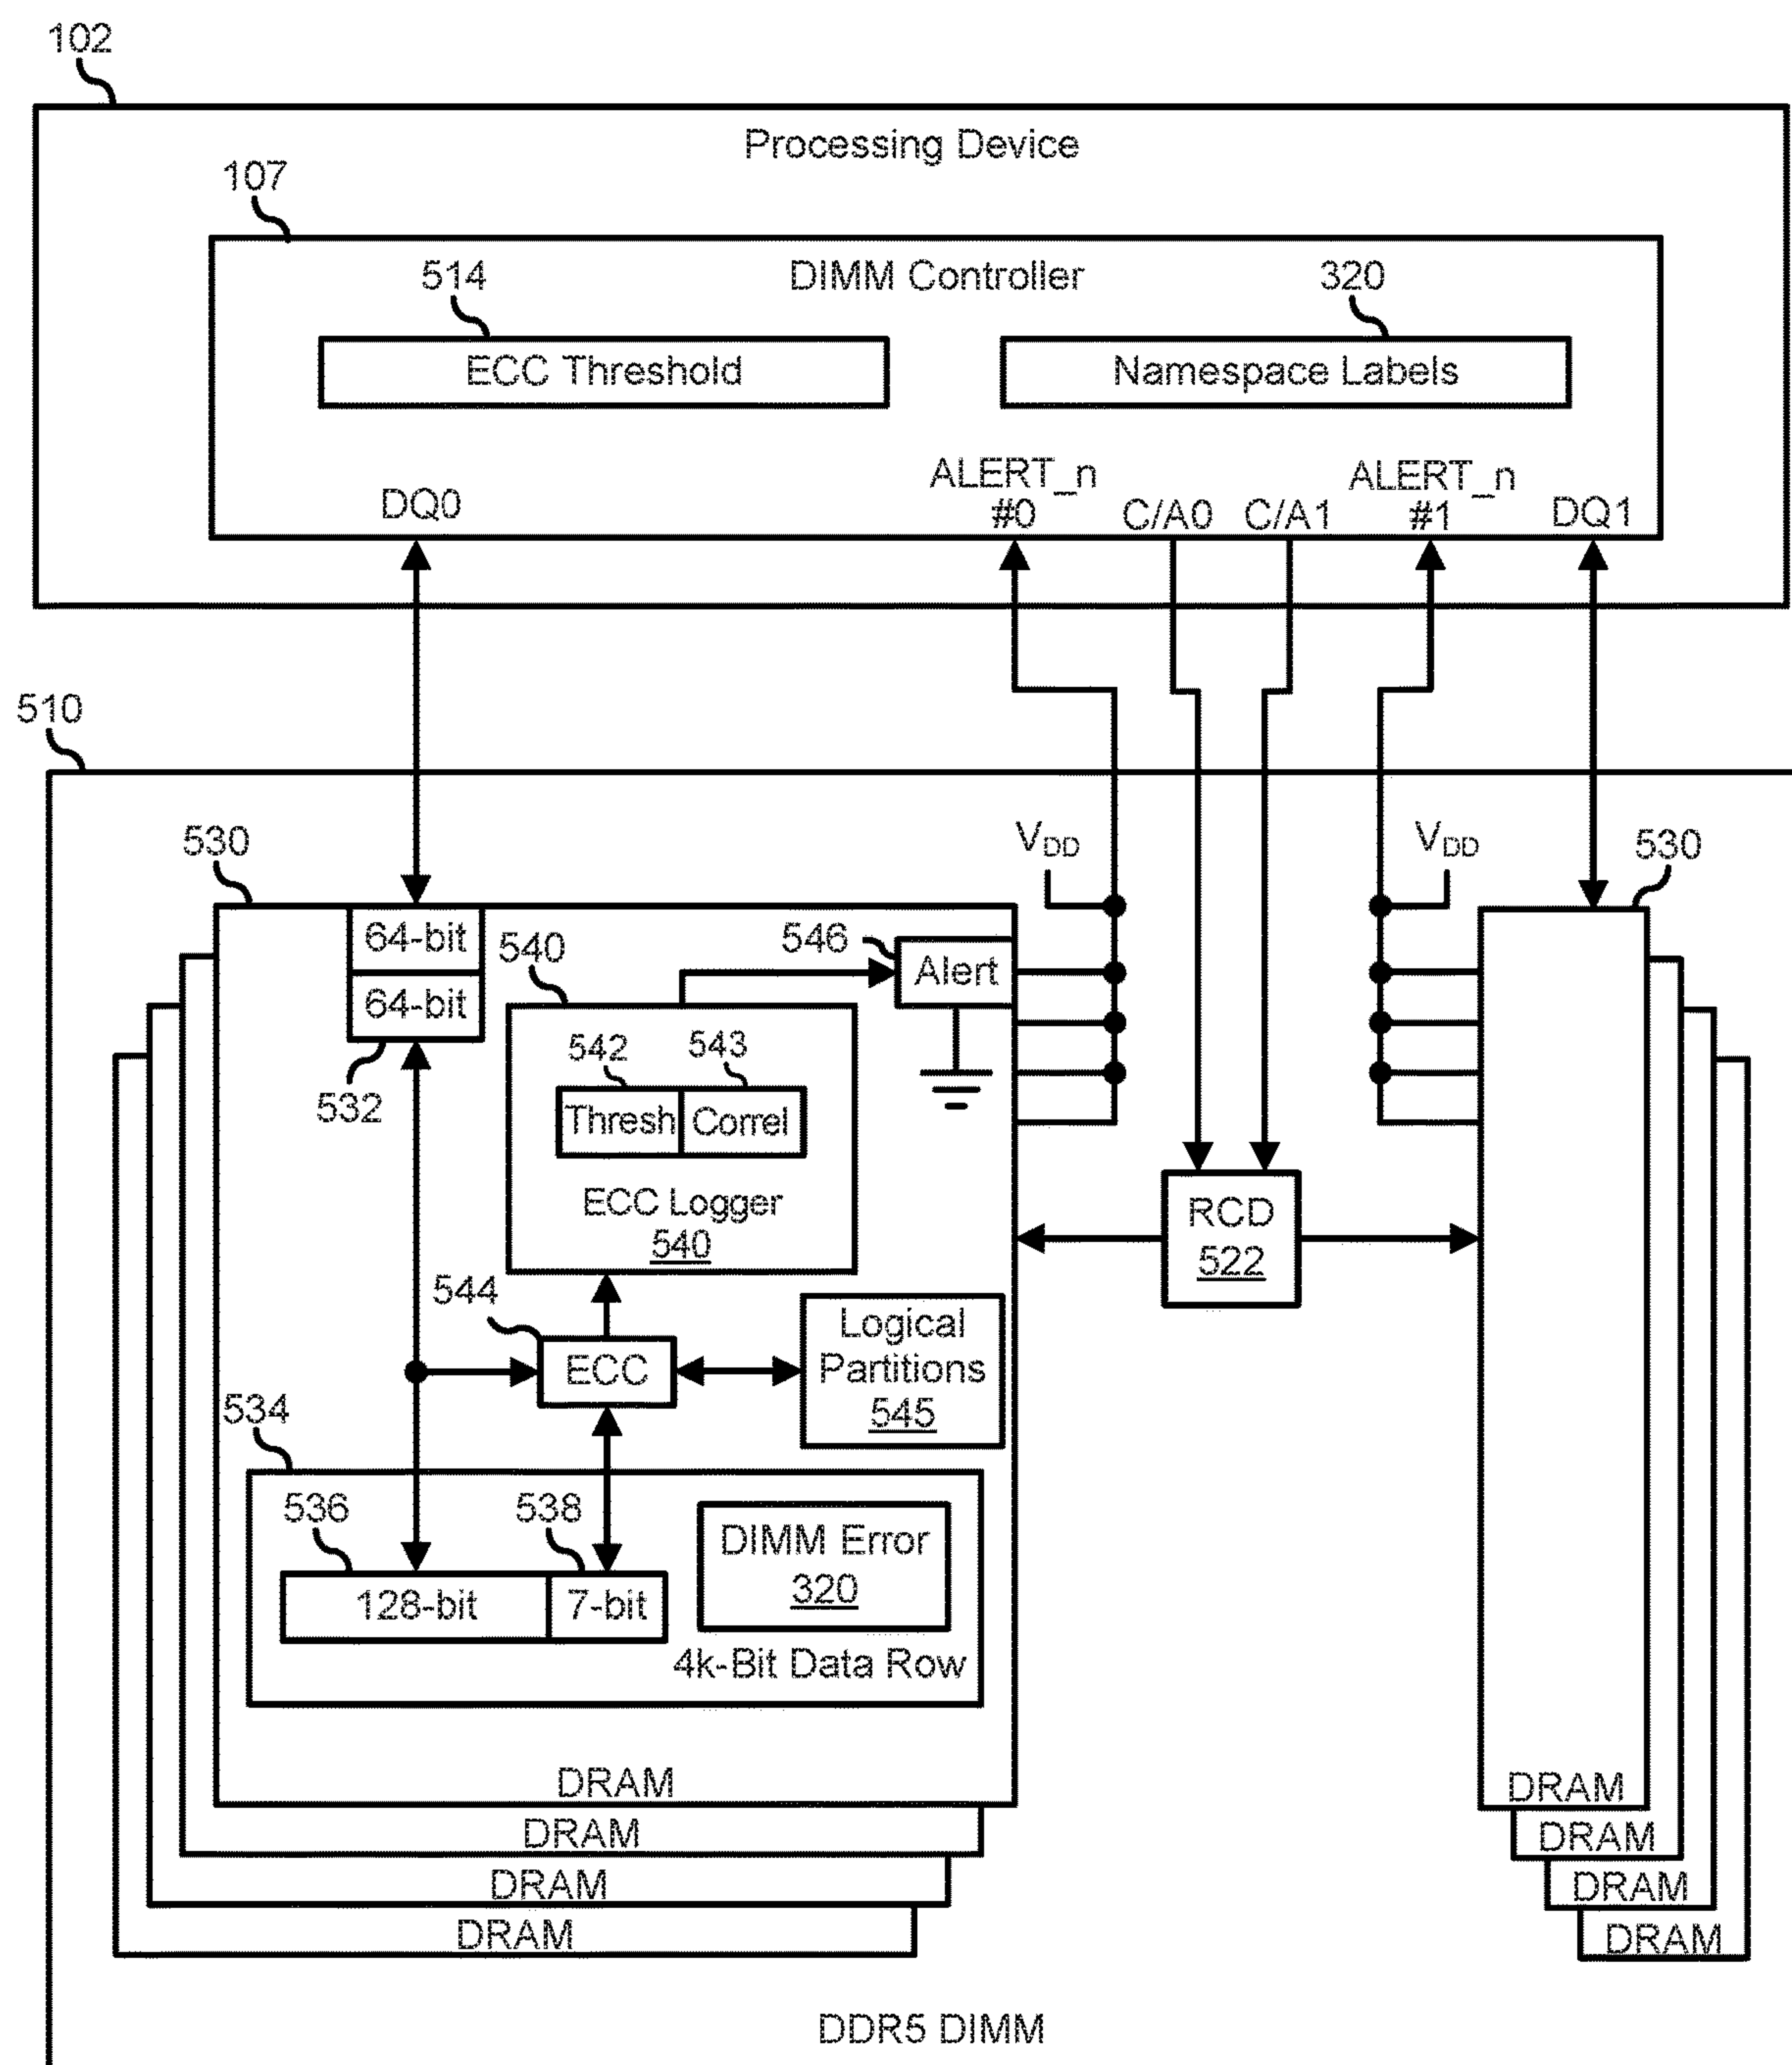 102
Processing Device
107
514
DIMM Controller
320
ECC Threshold
Namespace Labels
DQ0
ALERT_n
#0
C/A0
C/A1
ALERT_n
#1
DQ1
510
530
VDD
VDD
530
64-bit
64-bit
532
540
546
Alert
542
543
Thresh
Correl
ECC Logger
540
RCD
522
544
ECC
Logical
Partitions
545
534
536
538
128-bit
7-bit
DIMM Error
320
4k-Bit Data Row
DRAM
DRAM
DRAM
DRAM
DRAM
DRAM
DRAM
DRAM
DDR5 DIMM